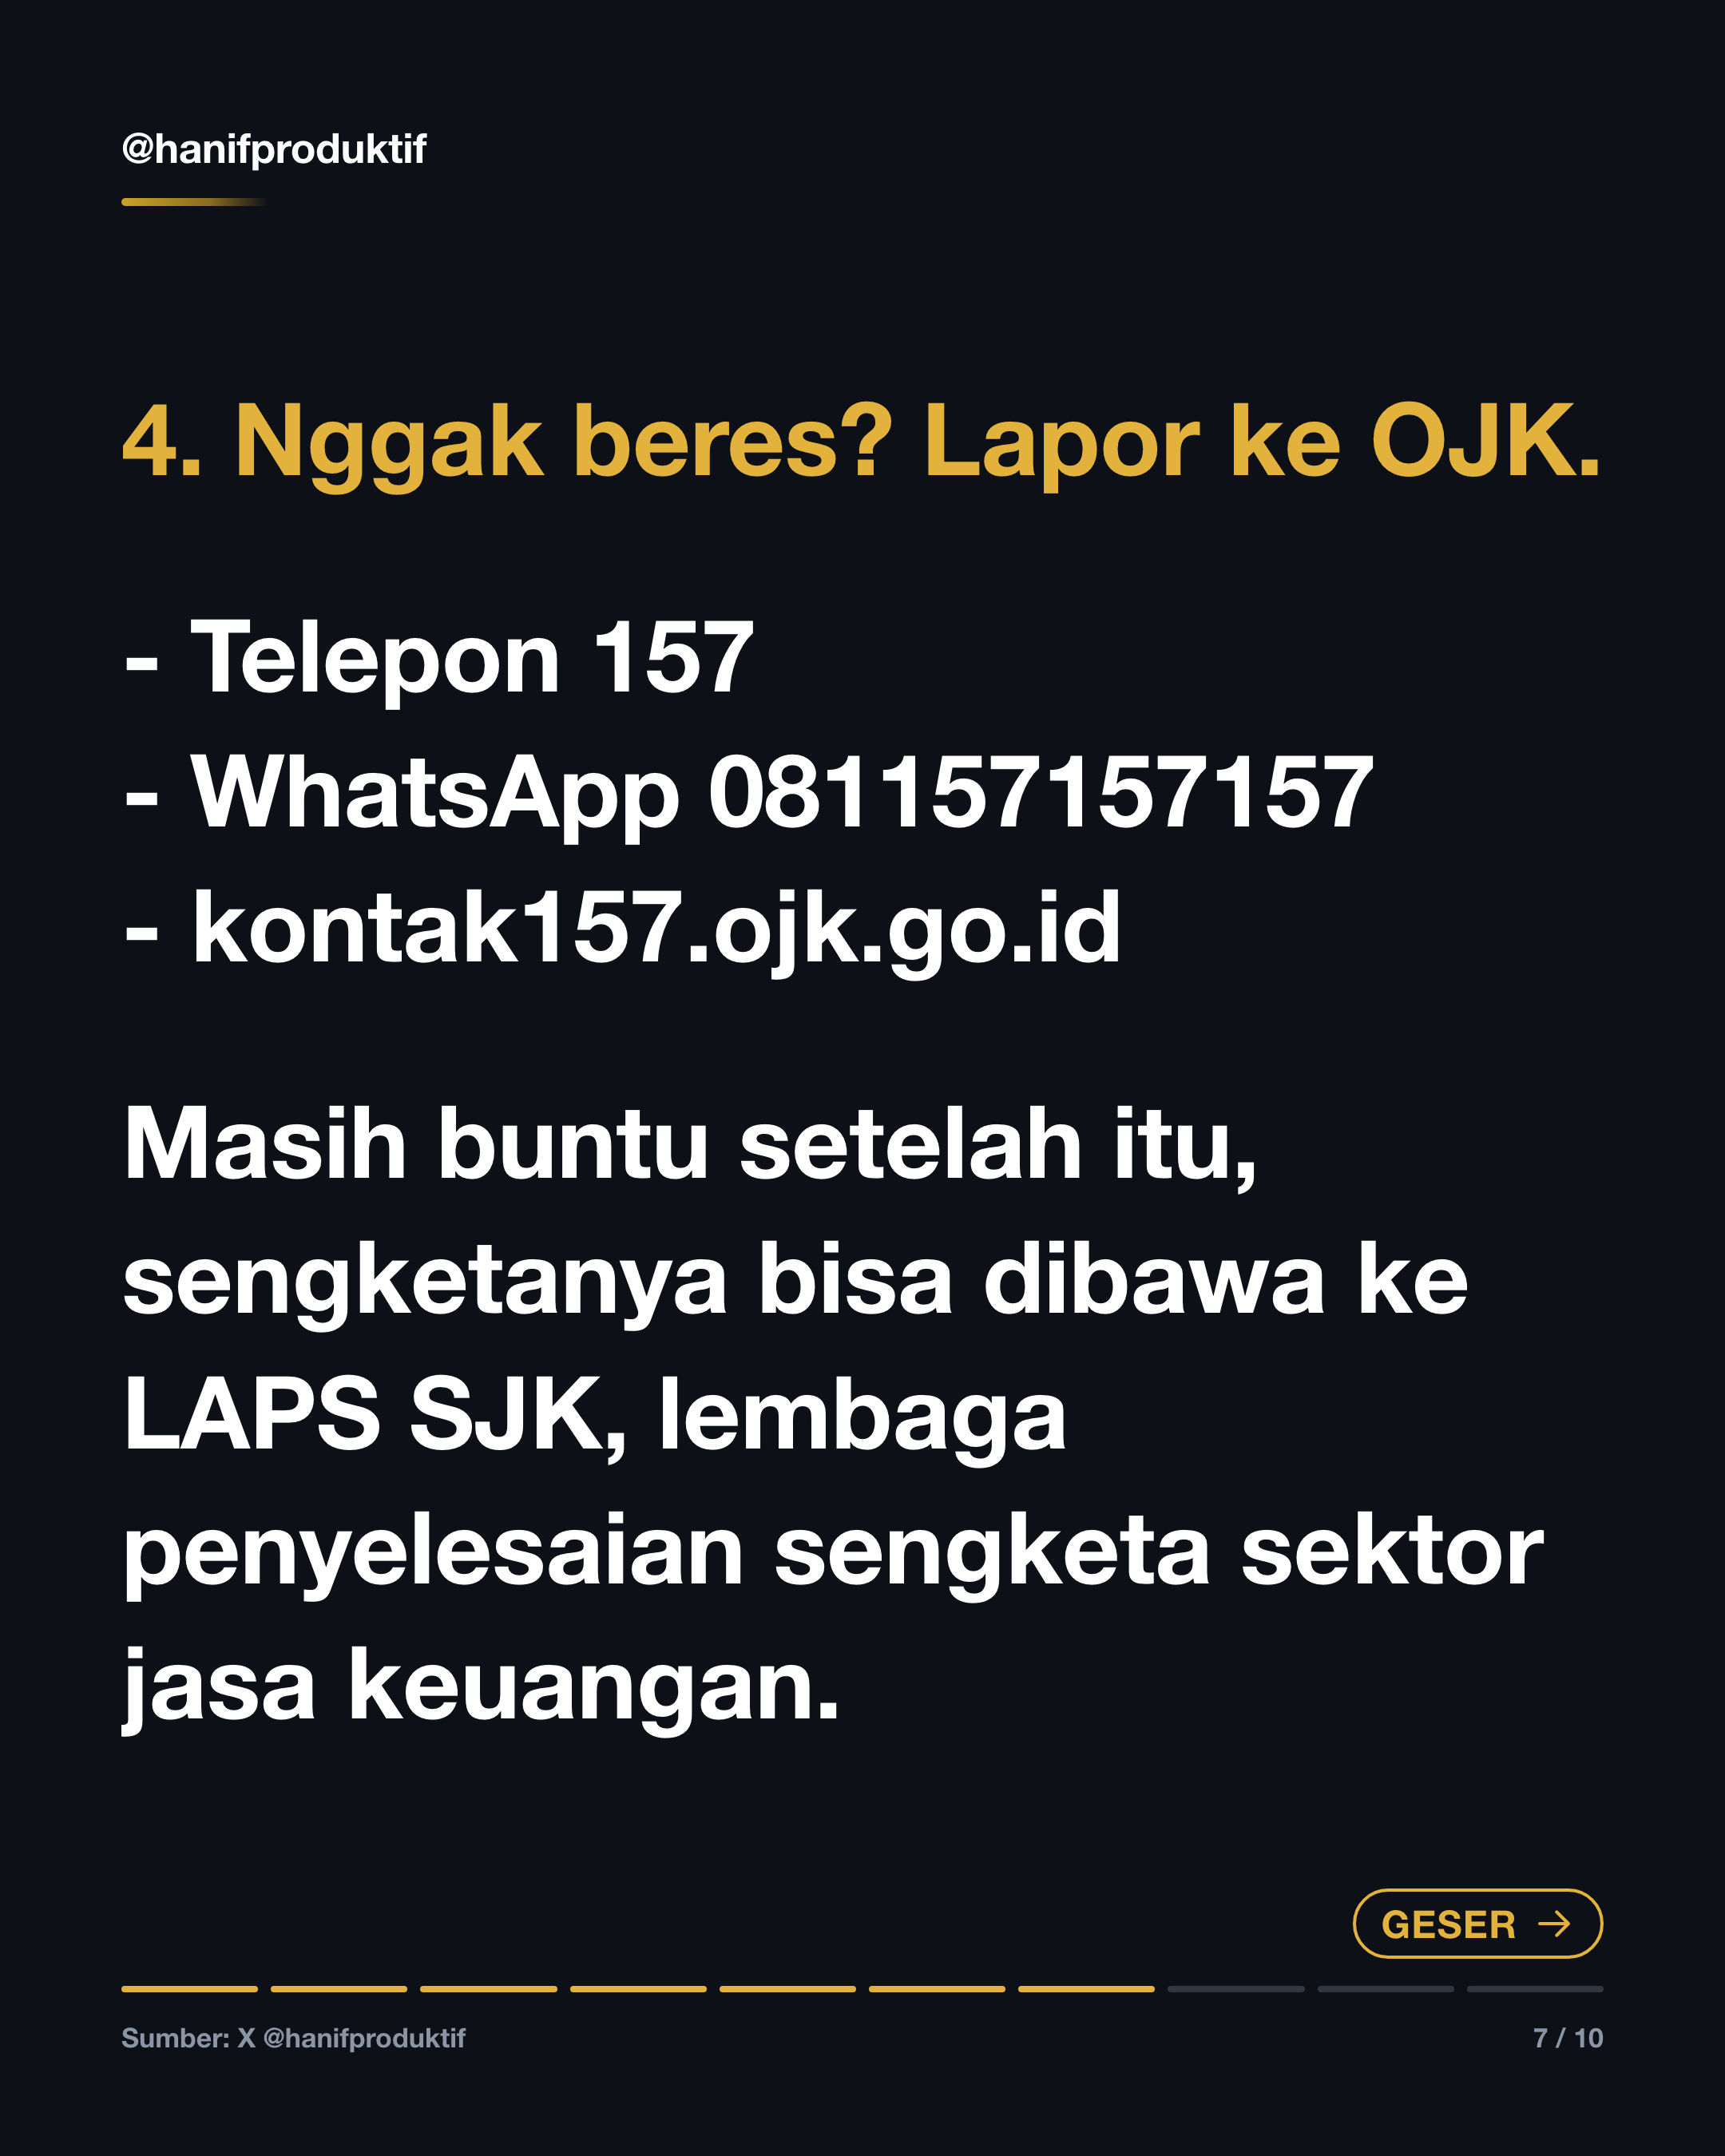 @hanifproduktif
4. Nggak beres? Lapor ke OJK.
- Telepon 157
- WhatsApp 081157157157
- kontak157.ojk.go.id
Masih buntu setelah itu,
sengketanya bisa dibawa ke
LAPS SJK, lembaga
penyelesaian sengketa sektor
jasa keuangan.
GESER →
Sumber: X @hanifproduktif
7 / 10